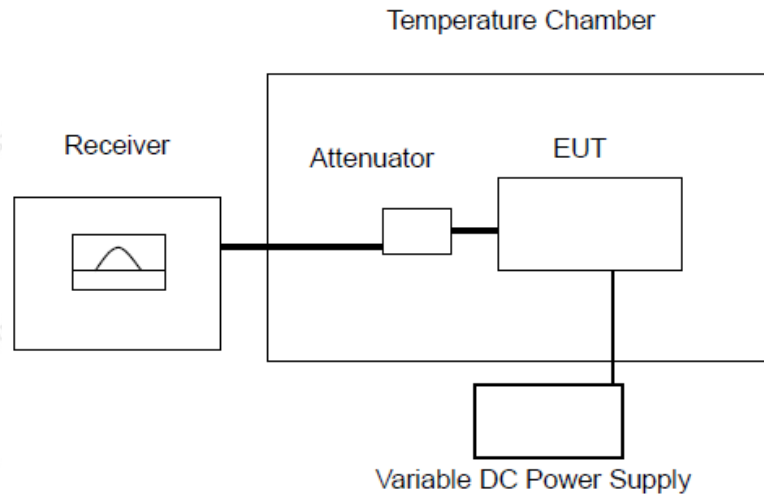 Temperature Chamber
Receiver
Attenuator
EUT
Variable DC Power Supply